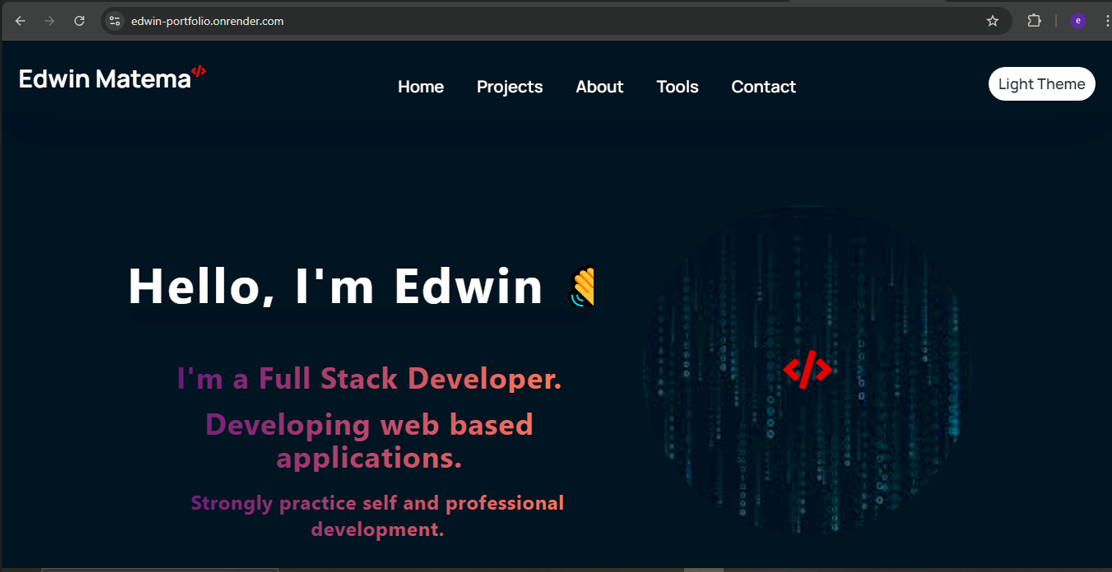 edwin-portfolio.onrender.com
e
Edwin Matema</>
Home Projects About Tools Contact
Light Theme
Hello, I'm Edwin 👋
</>
I'm a Full Stack Developer.
Developing web based
applications.
Strongly practice self and professional
development.